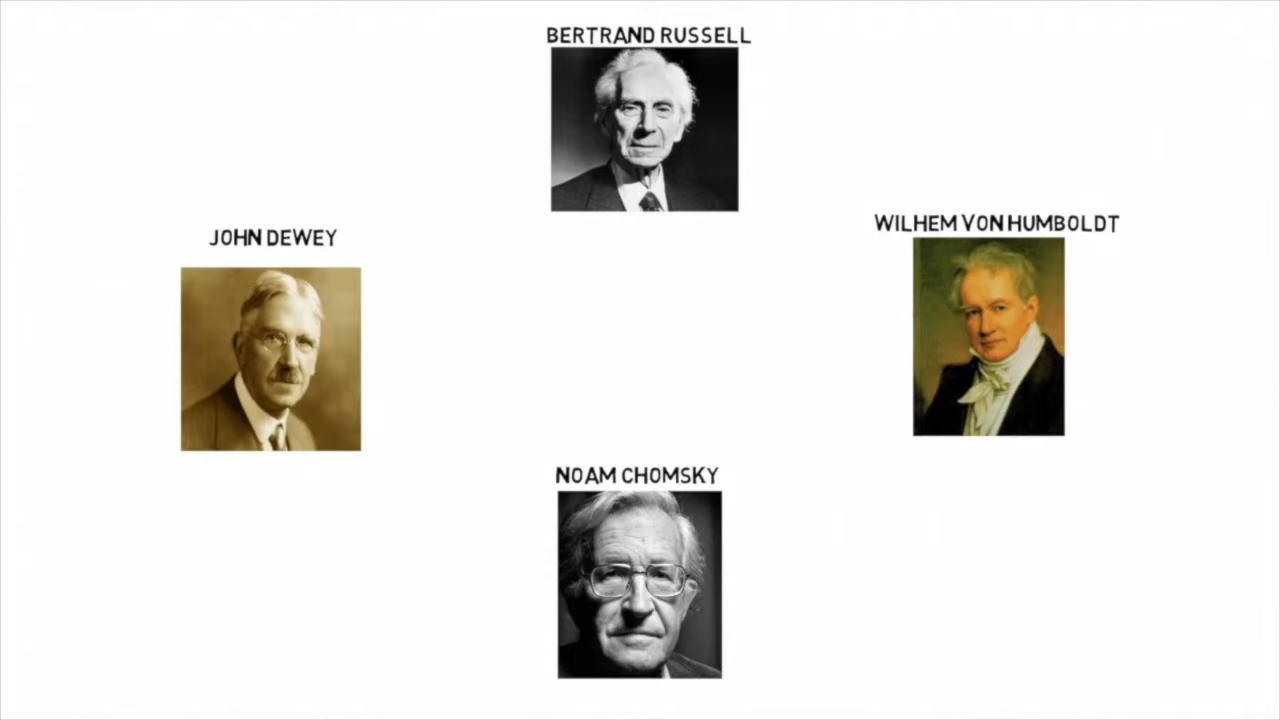 BERTRAND RUSSELL
WILHEM VON HUMBOLDT
JOHN DEWEY
NOAM CHOMSKY